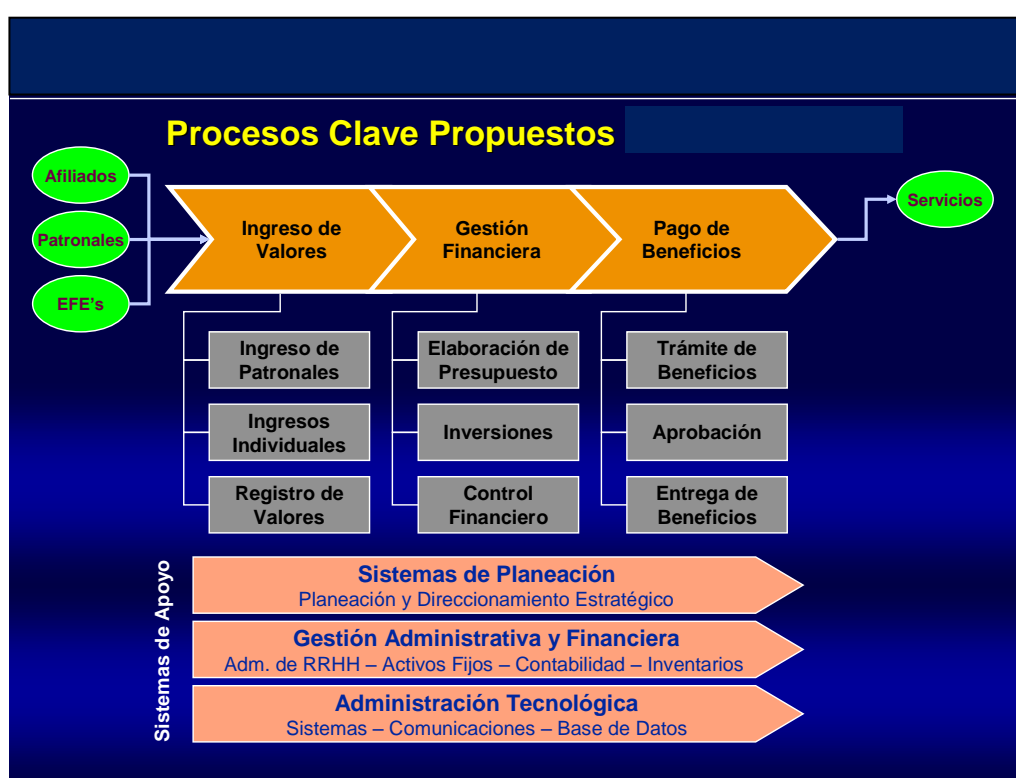 Procesos Clave Propuestos
Afiliados
Patronales
EFE's
Ingreso de
Valores
Gestión
Financiera
Pago de
Beneficios
Servicios
Ingreso de
Patronales
Ingresos
Individuales
Registro de
Valores
Elaboración de
Presupuesto
Inversiones
Control
Financiero
Trámite de
Beneficios
Aprobación
Entrega de
Beneficios
Sistemas de Apoyo
Sistemas de Planeación
Planeación y Direccionamiento Estratégico
Gestión Administrativa y Financiera
Adm. de RRHH – Activos Fijos – Contabilidad – Inventarios
Administración Tecnológica
Sistemas – Comunicaciones – Base de Datos